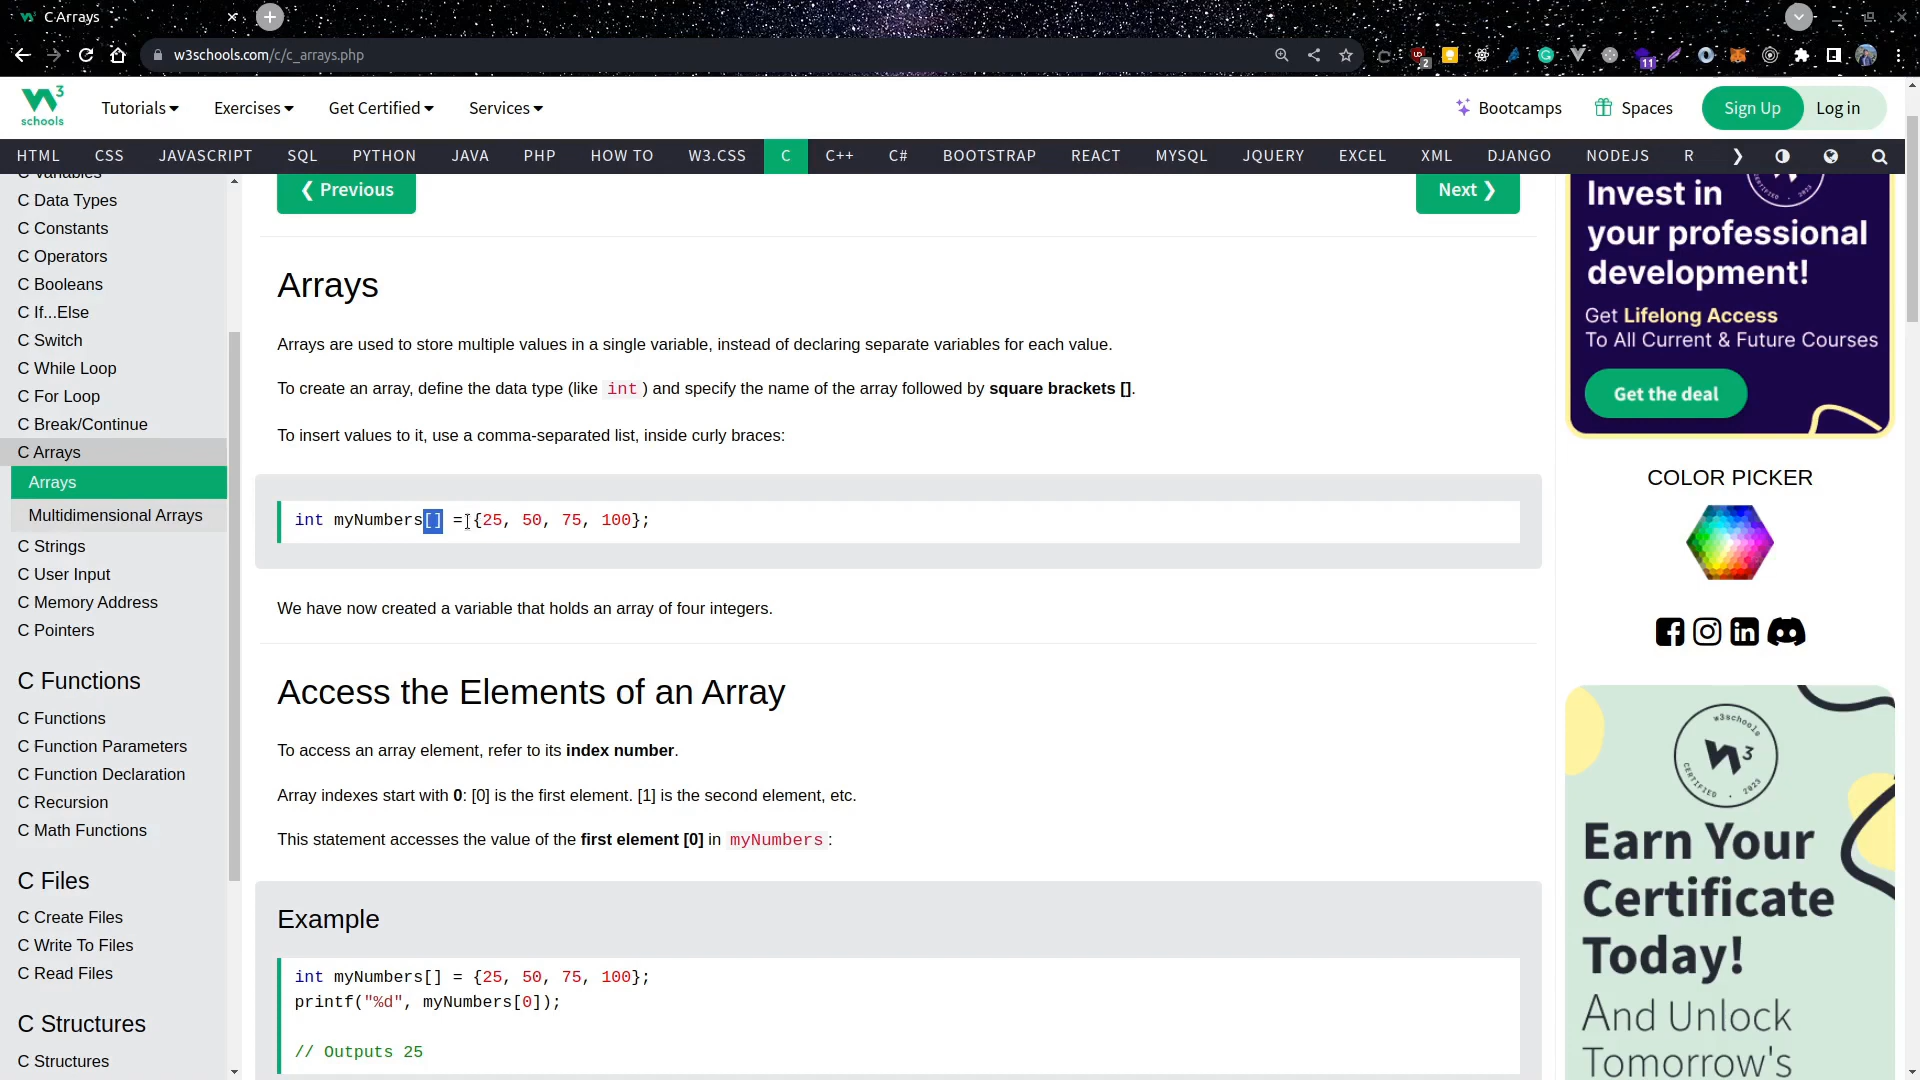 C Arrays
w3schools.com/c/c_arrays.php
2
11
3
schools
Tutorials
Exercises
Get Certified
Services
Bootcamps
Spaces
Sign Up
Log in
HTML CSS JAVASCRIPT SQL PYTHON JAVA PHP HOW TO W3.CSS C C++ C# BOOTSTRAP REACT MYSQL JQUERY EXCEL XML DJANGO NODEJS R ❯
C Variables
C Data Types
C Constants
C Operators
C Booleans
C If...Else
C Switch
C While Loop
C For Loop
C Break/Continue
C Arrays
Arrays
Multidimensional Arrays
C Strings
C User Input
C Memory Address
C Pointers
C Functions
C Functions
C Function Parameters
C Function Declaration
C Recursion
C Math Functions
C Files
C Create Files
C Write To Files
C Read Files
C Structures
C Structures
❮ Previous
Next ❯
Arrays
Arrays are used to store multiple values in a single variable, instead of declaring separate variables for each value.
To create an array, define the data type (like int ) and specify the name of the array followed by square brackets [].
To insert values to it, use a comma-separated list, inside curly braces:
int myNumbers[] = {25, 50, 75, 100};
We have now created a variable that holds an array of four integers.
Access the Elements of an Array
To access an array element, refer to its index number.
Array indexes start with 0: [0] is the first element. [1] is the second element, etc.
This statement accesses the value of the first element [0] in myNumbers :
Example
int myNumbers[] = {25, 50, 75, 100};
printf("%d", myNumbers[0]);
// Outputs 25
Invest in
your professional
development!
Get Lifelong Access
To All Current & Future Courses
Get the deal
CERTIFIED • 2023
COLOR PICKER
w3schools
3
CERTIFIED • 2023
Earn Your
Certificate
Today!
And Unlock
Tomorrow's